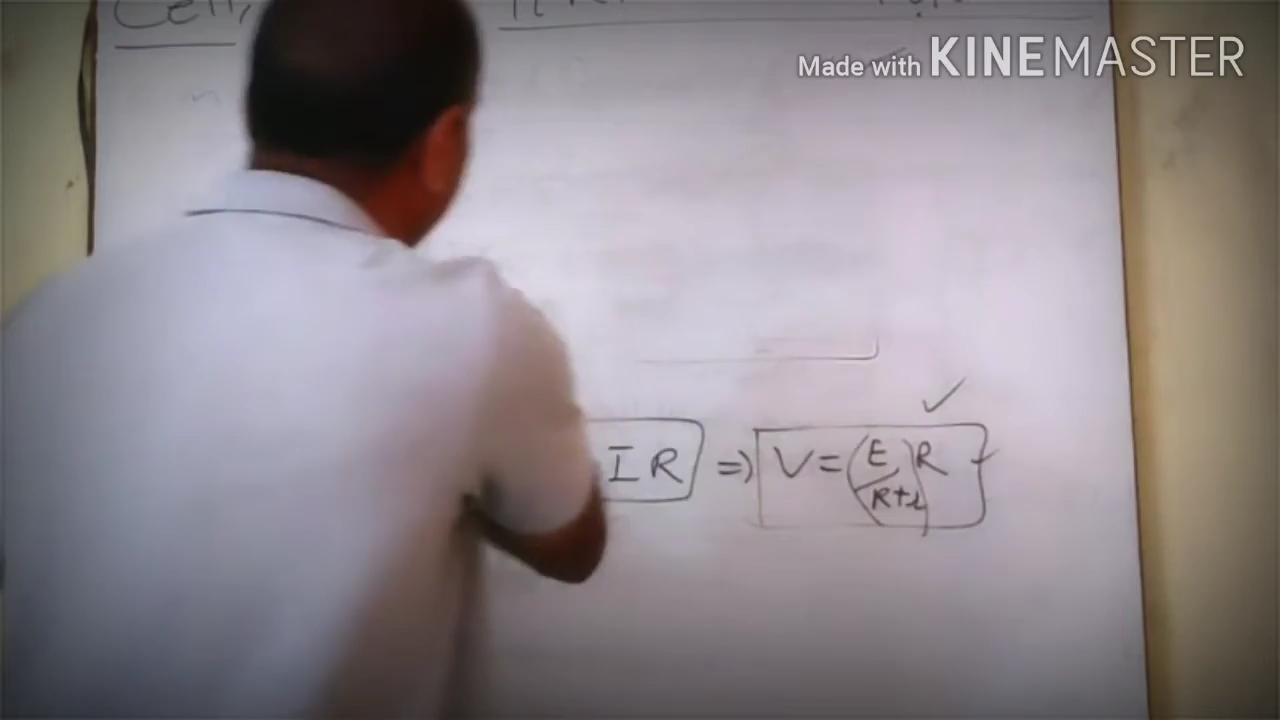 Cell,
Made with KINEMASTER
IR => V = (E/R+r)R ✓